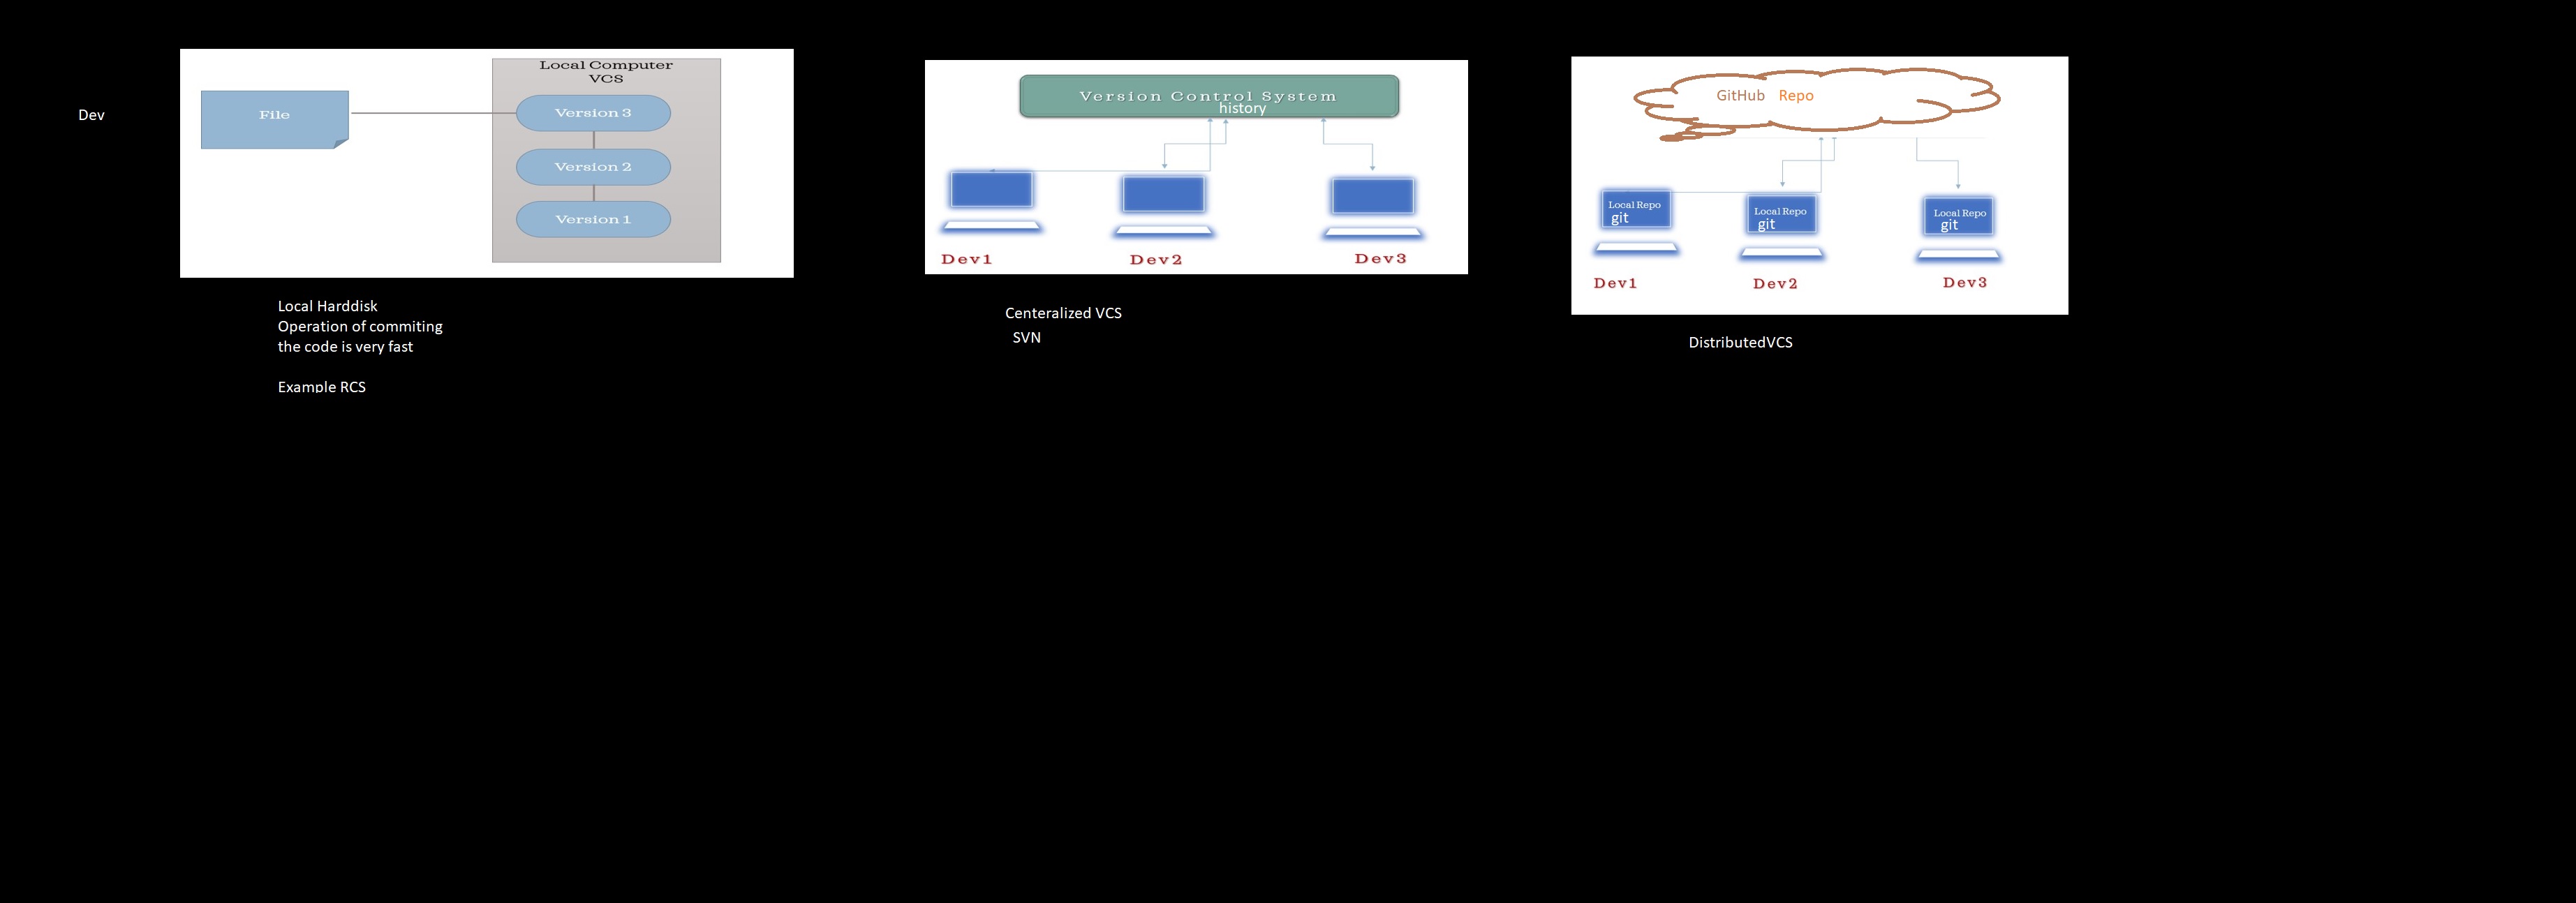 Dev
File
Local Computer
VCS
Version 3
Version 2
Version 1
Local Harddisk
Operation of commiting
the code is very fast
Example RCS
Version Control System
history
Dev1
Dev2
Dev3
Centeralized VCS
SVN
GitHub Repo
Local Repo
git
Local Repo
git
Local Repo
git
Dev1
Dev2
Dev3
DistributedVCS